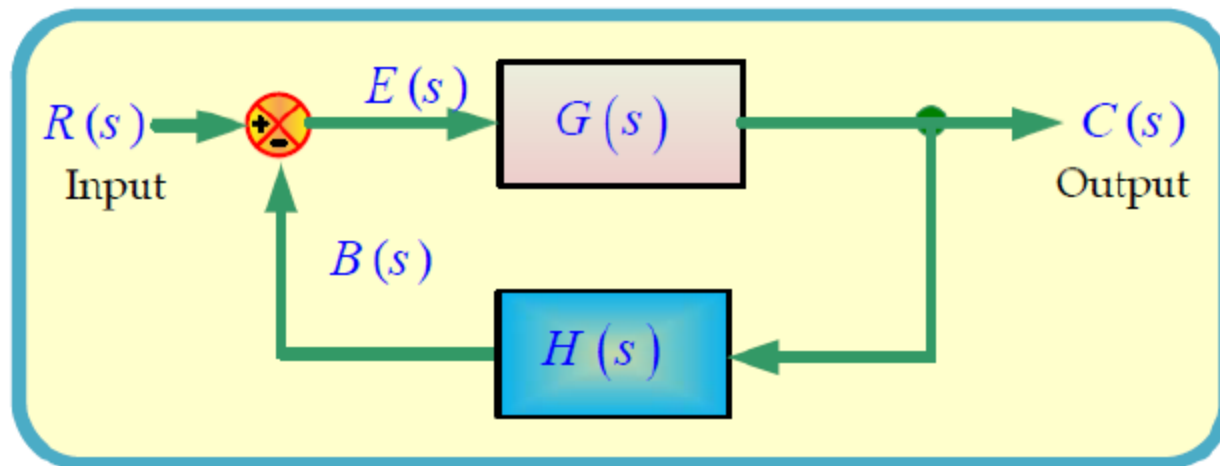 R(s)
Input
+
-
E(s)
G(s)
C(s)
Output
B(s)
H(s)